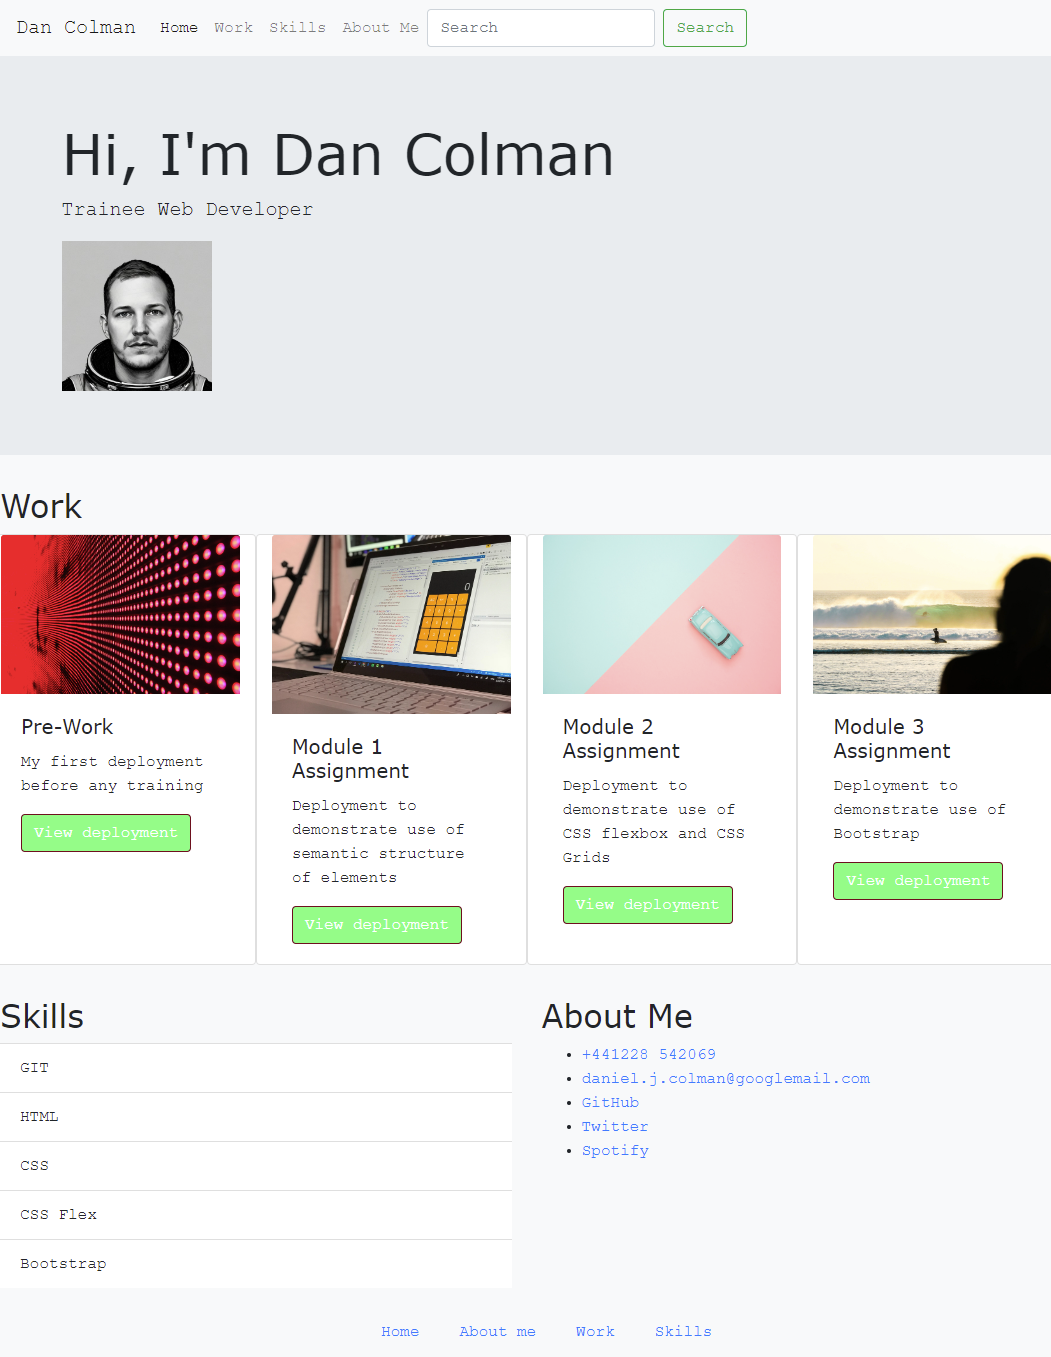 Dan Colman Home Work Skills About Me Search Search
Hi, I'm Dan Colman
Trainee Web Developer
Work
Pre-Work
My first deployment
before any training
View deployment
Module 1
Assignment
Deployment to
demonstrate use of
semantic structure
of elements
View deployment
Module 2
Assignment
Deployment to
demonstrate use of
CSS flexbox and CSS
Grids
View deployment
Module 3
Assignment
Deployment to
demonstrate use of
Bootstrap
View deployment
Skills
GIT
HTML
CSS
CSS Flex
Bootstrap
About Me
+441228 542069
daniel.j.colman@googlemail.com
GitHub
Twitter
Spotify
Home About me Work Skills